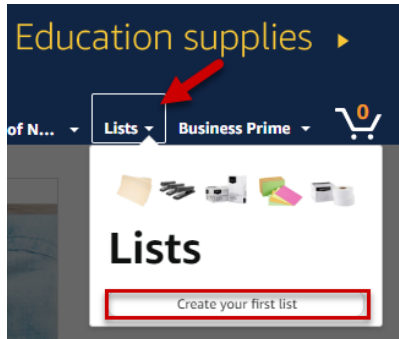 Education supplies
of N... Lists Business Prime 0
Lists
Create your first list